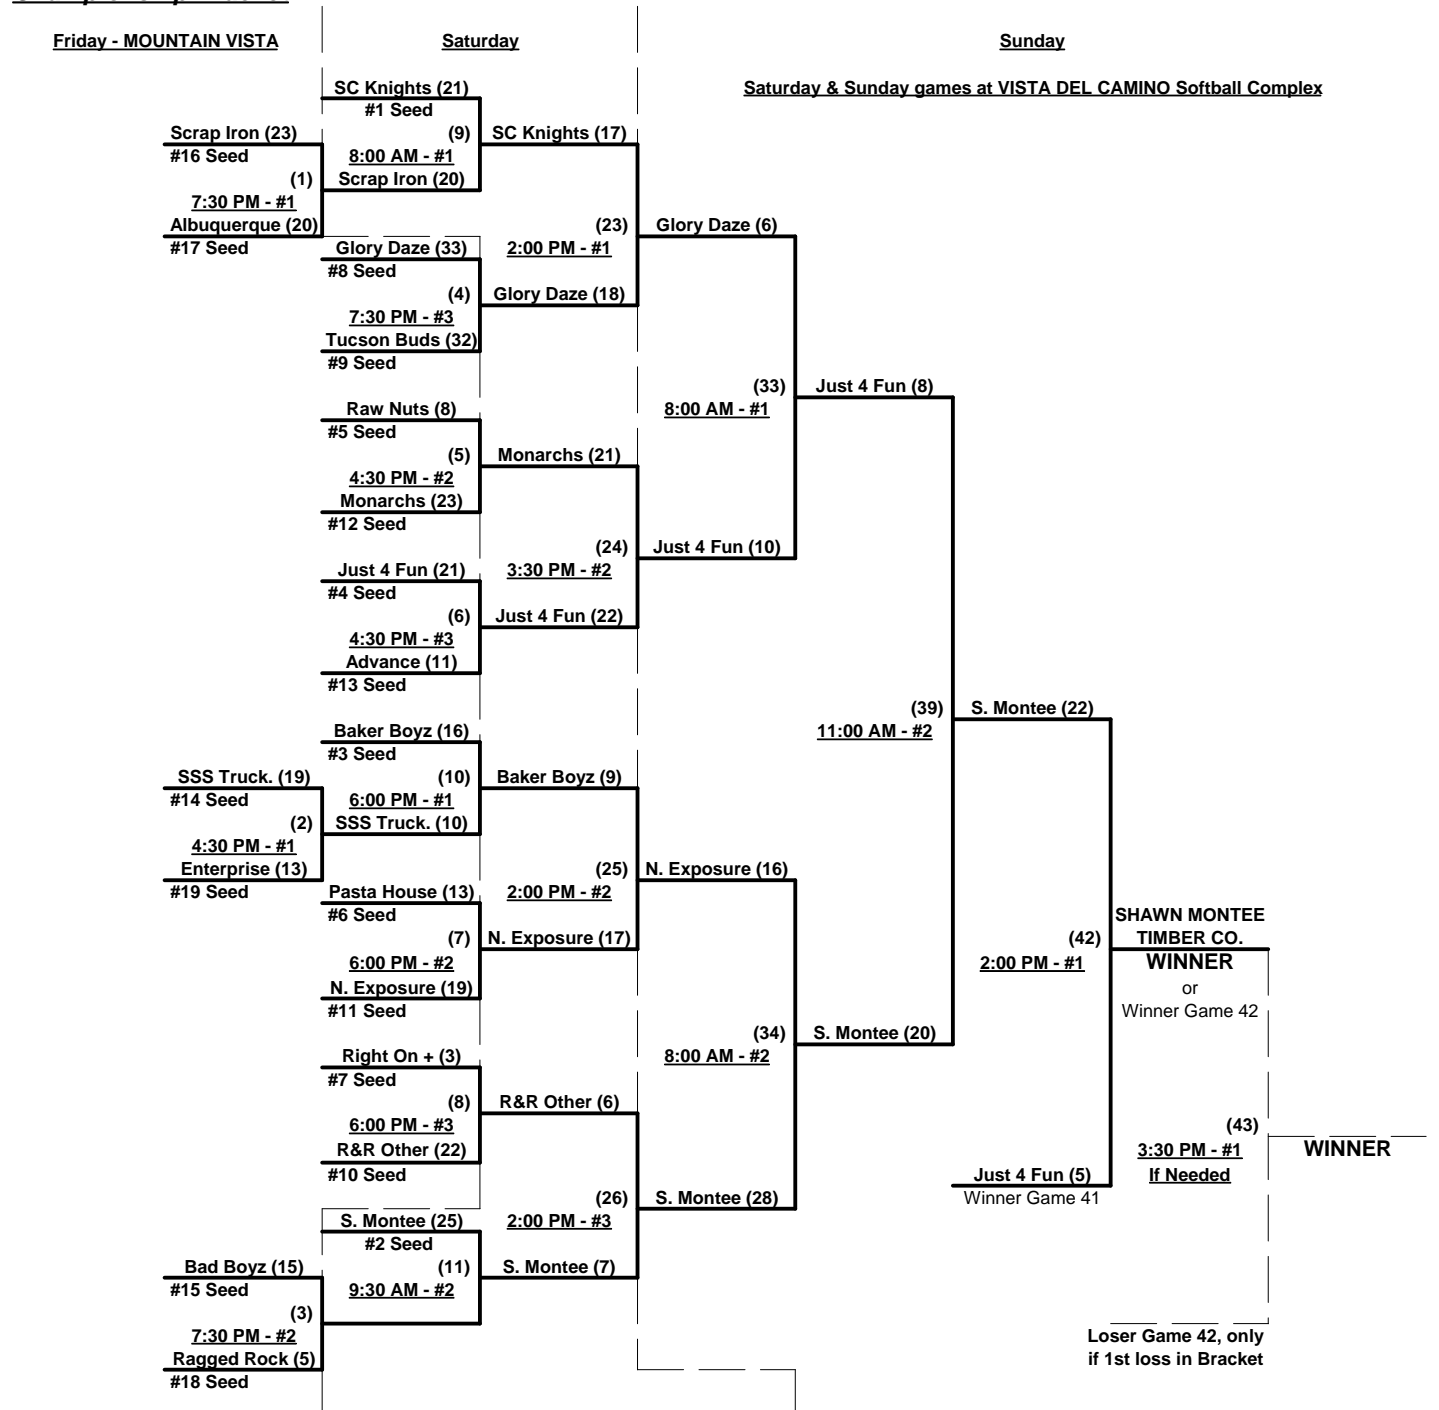 Friday - MOUNTAIN VISTA
Saturday
Sunday
Saturday & Sunday games at VISTA DEL CAMINO Softball Complex
SC Knights (21)
#1 Seed
Scrap Iron (23)
(9)
SC Knights (17)
#16 Seed
8:00 AM - #1
(1)
Scrap Iron (20)
7:30 PM - #1
Albuquerque (20)
(23)
Glory Daze (6)
#17 Seed
Glory Daze (33)
2:00 PM - #1
#8 Seed
(4)
Glory Daze (18)
7:30 PM - #3
Tucson Buds (32)
#9 Seed
(33)
Just 4 Fun (8)
Raw Nuts (8)
8:00 AM - #1
#5 Seed
(5)
Monarchs (21)
4:30 PM - #2
Monarchs (23)
#12 Seed
(24)
Just 4 Fun (10)
Just 4 Fun (21)
3:30 PM - #2
#4 Seed
(6)
Just 4 Fun (22)
4:30 PM - #3
Advance (11)
#13 Seed
(39)
S. Montee (22)
Baker Boyz (16)
11:00 AM - #2
#3 Seed
SSS Truck. (19)
(10)
Baker Boyz (9)
#14 Seed
6:00 PM - #1
(2)
SSS Truck. (10)
4:30 PM - #1
Enterprise (13)
(25)
N. Exposure (16)
#19 Seed
Pasta House (13)
2:00 PM - #2
#6 Seed
SHAWN MONTEE
(7)
N. Exposure (17)
(42)
TIMBER CO.
6:00 PM - #2
2:00 PM - #1
WINNER
N. Exposure (19)
or
#11 Seed
Winner Game 42
(34)
S. Montee (20)
Right On + (3)
8:00 AM - #2
#7 Seed
(8)
R&R Other (6)
6:00 PM - #3
(43)
R&R Other (22)
3:30 PM - #1
WINNER
#10 Seed
Just 4 Fun (5)
If Needed
(26)
S. Montee (28)
Winner Game 41
S. Montee (25)
2:00 PM - #3
#2 Seed
Bad Boyz (15)
(11)
S. Montee (7)
#15 Seed
9:30 AM - #2
(3)
7:30 PM - #2
Loser Game 42, only
Ragged Rock (5)
if 1st loss in Bracket
#18 Seed